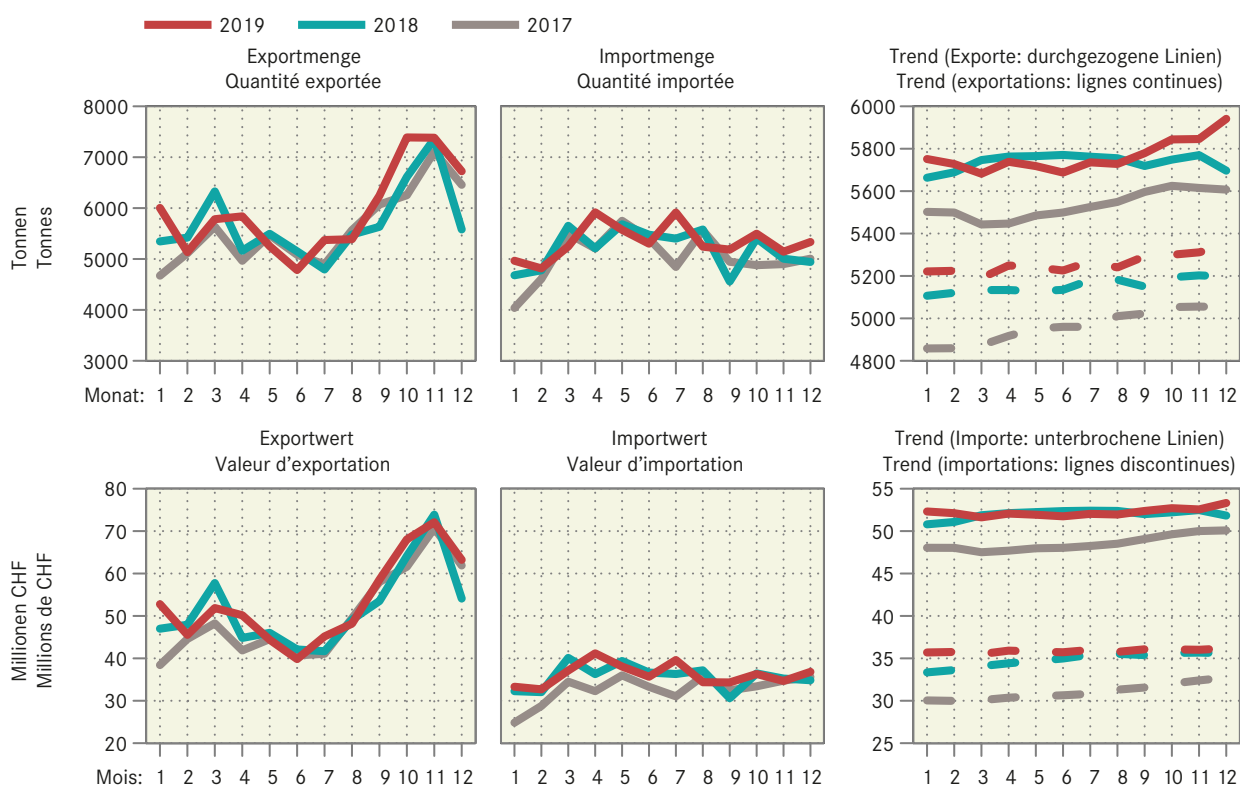 2019 2018 2017
Exportmenge
Quantité exportée
Importmenge
Quantité importée
Trend (Exporte: durchgezogene Linien)
Trend (exportations: lignes continues)
Tonnen
Tonnes
8000
7000
6000
5000
4000
3000
6000
5800
5600
5400
5200
5000
4800
Monat: 1 2 3 4 5 6 7 8 9 10 11 12
1 2 3 4 5 6 7 8 9 10 11 12
1 2 3 4 5 6 7 8 9 10 11 12
Exportwert
Valeur d’exportation
Importwert
Valeur d’importation
Trend (Importe: unterbrochene Linien)
Trend (importations: lignes discontinues)
Millionen CHF
Millions de CHF
80
70
60
50
40
30
20
55
50
45
40
35
30
25
Mois: 1 2 3 4 5 6 7 8 9 10 11 12
1 2 3 4 5 6 7 8 9 10 11 12
1 2 3 4 5 6 7 8 9 10 11 12